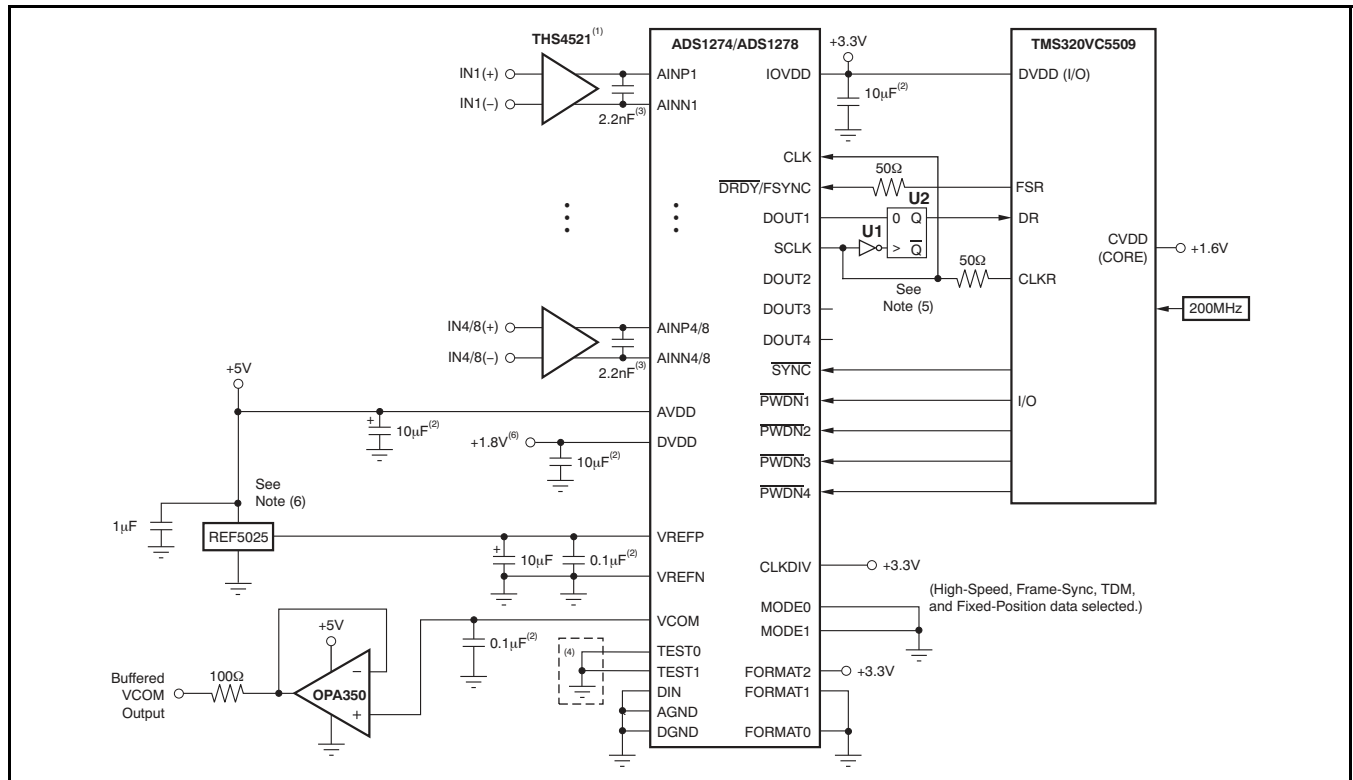 THS4521(1)
ADS1274/ADS1278
TMS320VC5509
+3.3V
IN1(+)
IN1(−)
AINP1
AINN1
2.2nF(3)
IOVDD
10μF(2)
DVDD (I/O)
CLK
50Ω
DRDY/FSYNC
FSR
U2
DOUT1
0 Q
DR
U1
SCLK
> Q
CVDD
(CORE)
+1.6V
50Ω
DOUT2
CLKR
See
Note (5)
DOUT3
200MHz
DOUT4
IN4/8(+)
IN4/8(−)
AINP4/8
AINN4/8
2.2nF(3)
SYNC
PWDN1
I/O
PWDN2
PWDN3
PWDN4
+5V
AVDD
10μF(2)
+
+1.8V(6)
DVDD
10μF(2)
See
Note (6)
1μF
REF5025
VREFP
+
10μF
0.1μF(2)
VREFN
CLKDIV
+3.3V
(High-Speed, Frame-Sync, TDM,
and Fixed-Position data selected.)
MODE0
MODE1
VCOM
0.1μF(2)
+5V
(4)
TEST0
TEST1
FORMAT2
+3.3V
Buffered
VCOM
Output
100Ω
−
OPA350
+
DIN
FORMAT1
AGND
DGND
FORMAT0